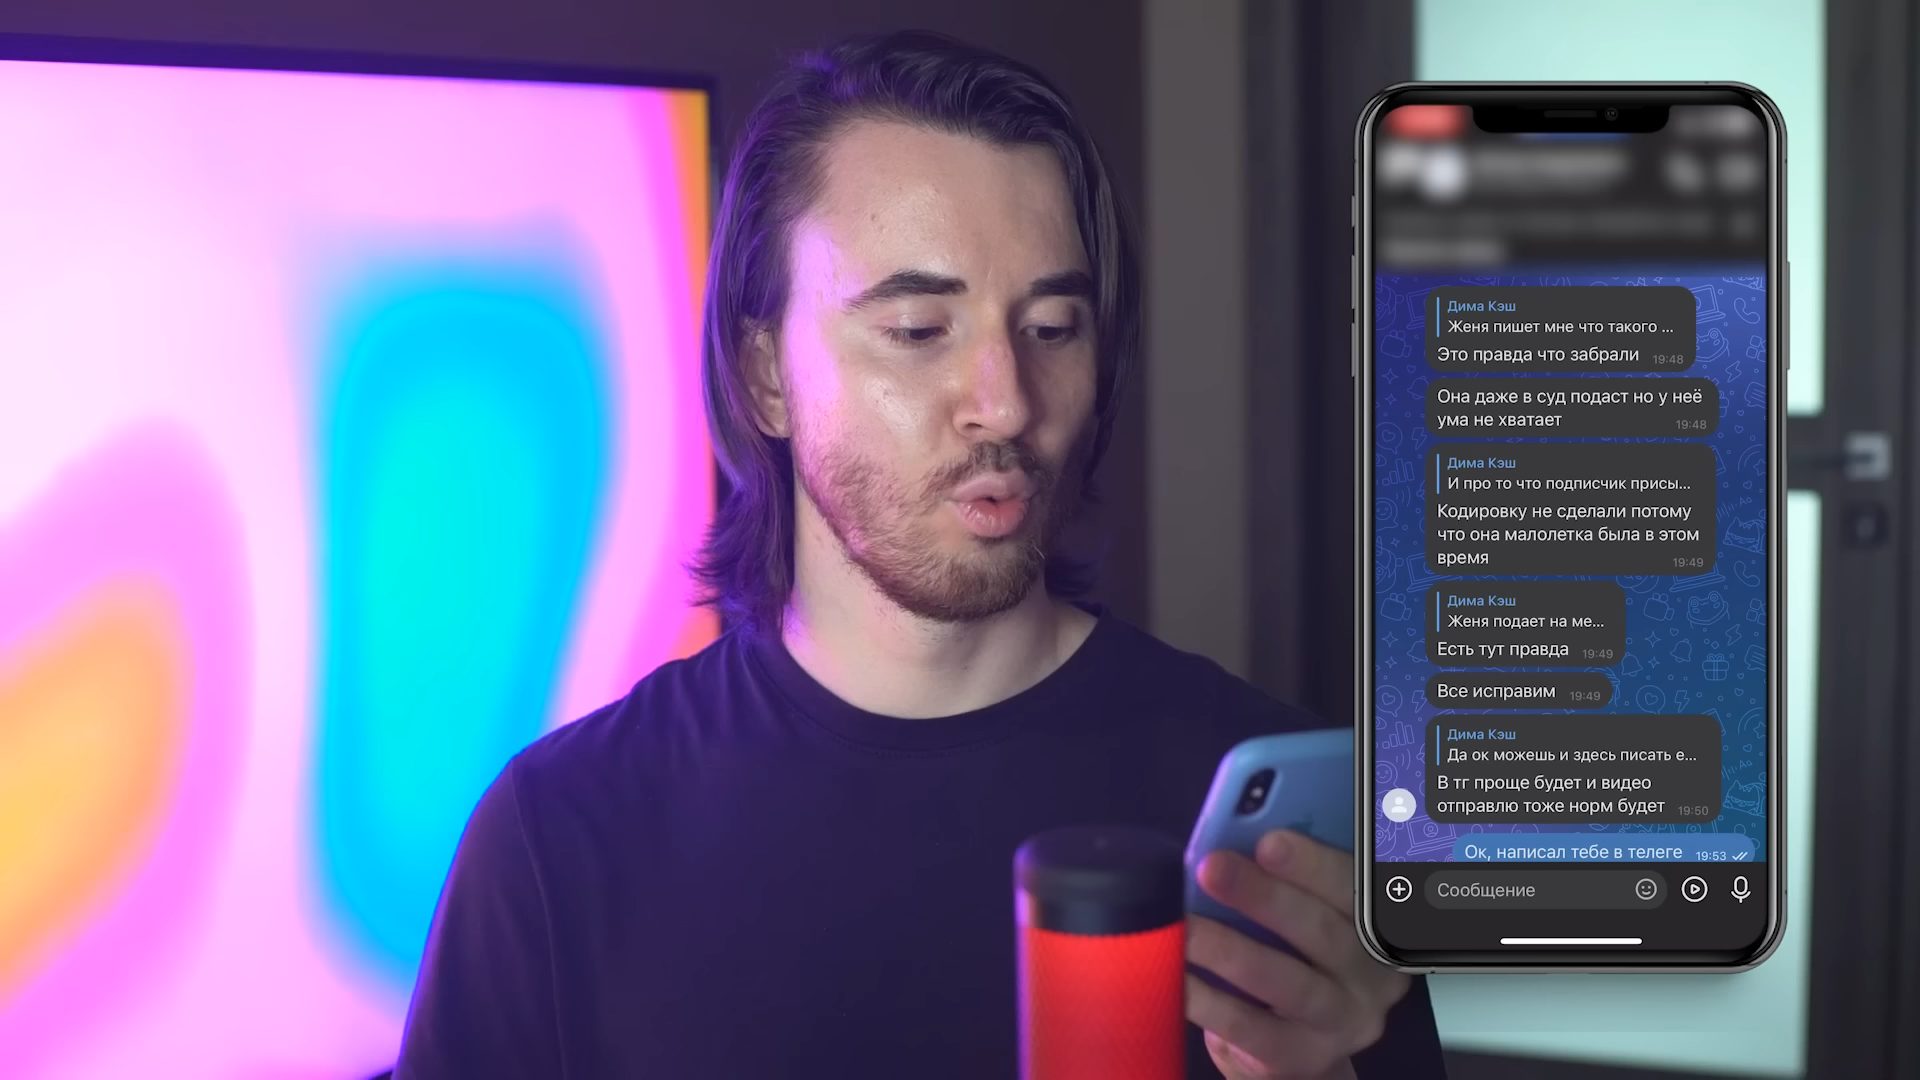 Дима Кэш
Женя пишет мне что такого ...
Это правда что забрали 19:48
Она даже в суд подаст но у неё
ума не хватает 19:48
Дима Кэш
И про то что подписчик присы...
Кодировку не сделали потому
что она малолетка была в этом
время 19:49
Дима Кэш
Женя подает на ме...
Есть тут правда 19:49
Все исправим 19:49
Дима Кэш
Да ок можешь и здесь писать е...
В тг проще будет и видео
отправлю тоже норм будет 19:50
Ок, написал тебе в телеге 19:53
Сообщение